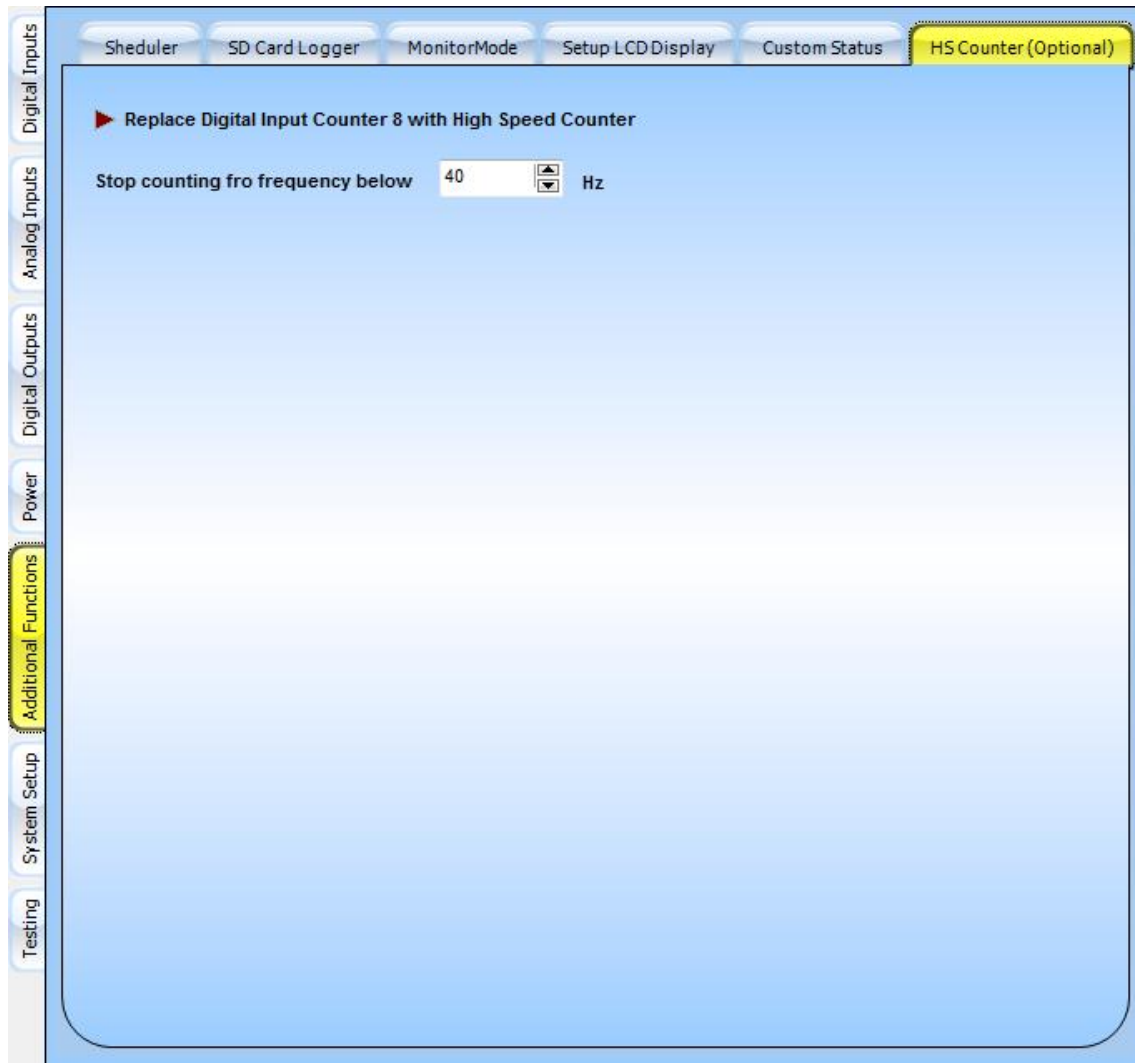 Sheduler
SD Card Logger
MonitorMode
Setup LCD Display
Custom Status
HS Counter (Optional)
Digital Inputs
Analog Inputs
Digital Outputs
Power
Additional Functions
System Setup
Testing
Replace Digital Input Counter 8 with High Speed Counter
Stop counting fro frequency below 40 Hz